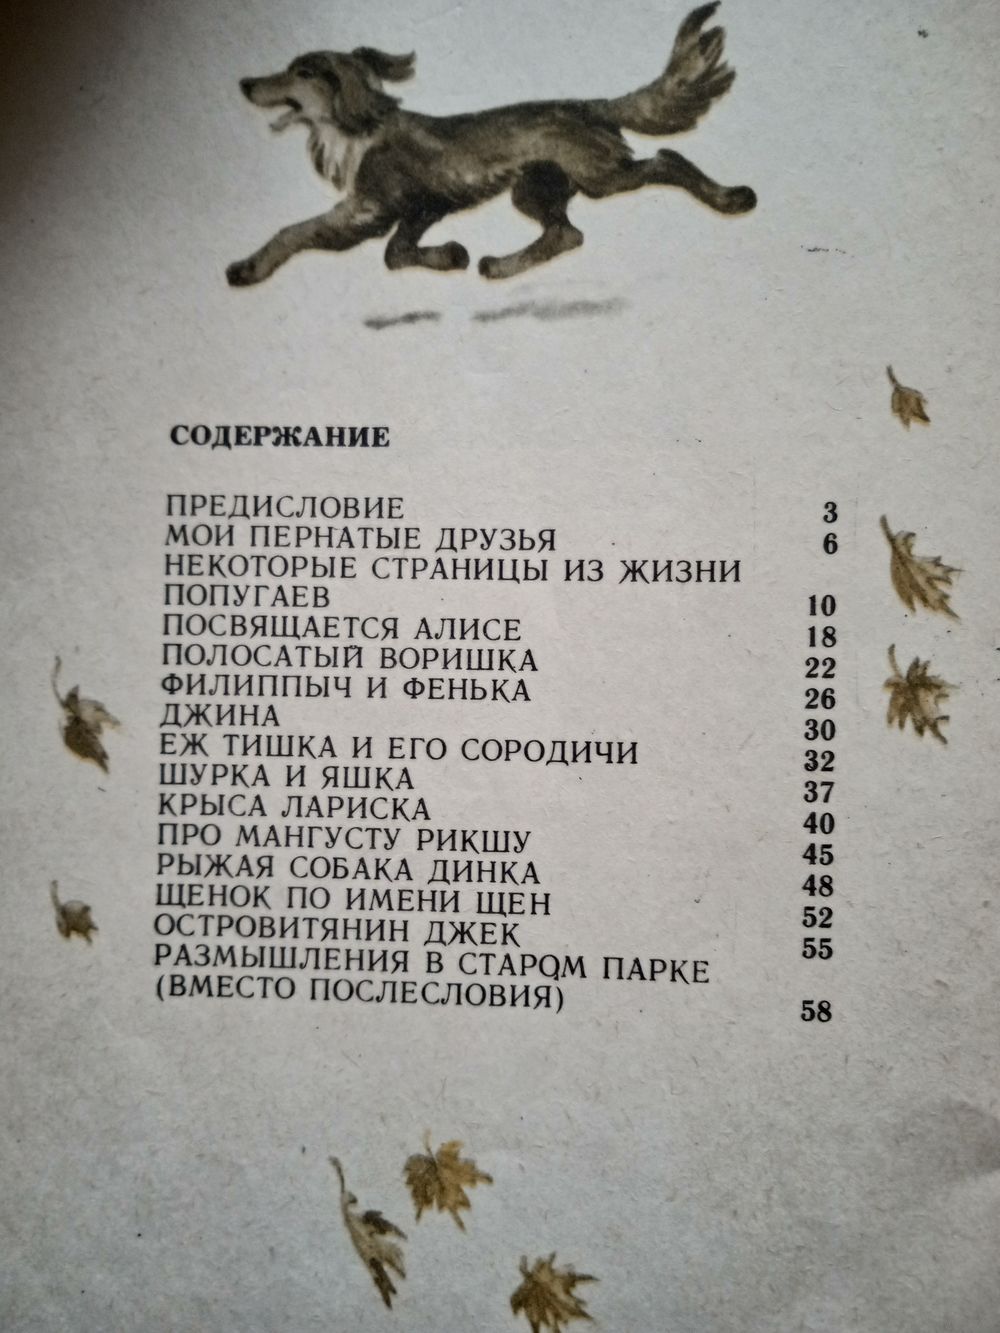 СОДЕРЖАНИЕ
ПРЕДИСЛОВИЕ 3
МОИ ПЕРНАТЫЕ ДРУЗЬЯ 6
НЕКОТОРЫЕ СТРАНИЦЫ ИЗ ЖИЗНИ
ПОПУГАЕВ 10
ПОСВЯЩАЕТСЯ АЛИСЕ 18
ПОЛОСАТЫЙ ВОРИШКА 22
ФИЛИППЫЧ И ФЕНЬКА 26
ДЖИНА 30
ЕЖ ТИШКА И ЕГО СОРОДИЧИ 32
ШУРКА И ЯШКА 37
КРЫСА ЛАРИСКА 40
ПРО МАНГУСТУ РИКШУ 45
РЫЖАЯ СОБАКА ДИНКА 48
ЩЕНОК ПО ИМЕНИ ЩЕН 52
ОСТРОВИТЯНИН ДЖЕК 55
РАЗМЫШЛЕНИЯ В СТАРОМ ПАРКЕ
(ВМЕСТО ПОСЛЕСЛОВИЯ) 58